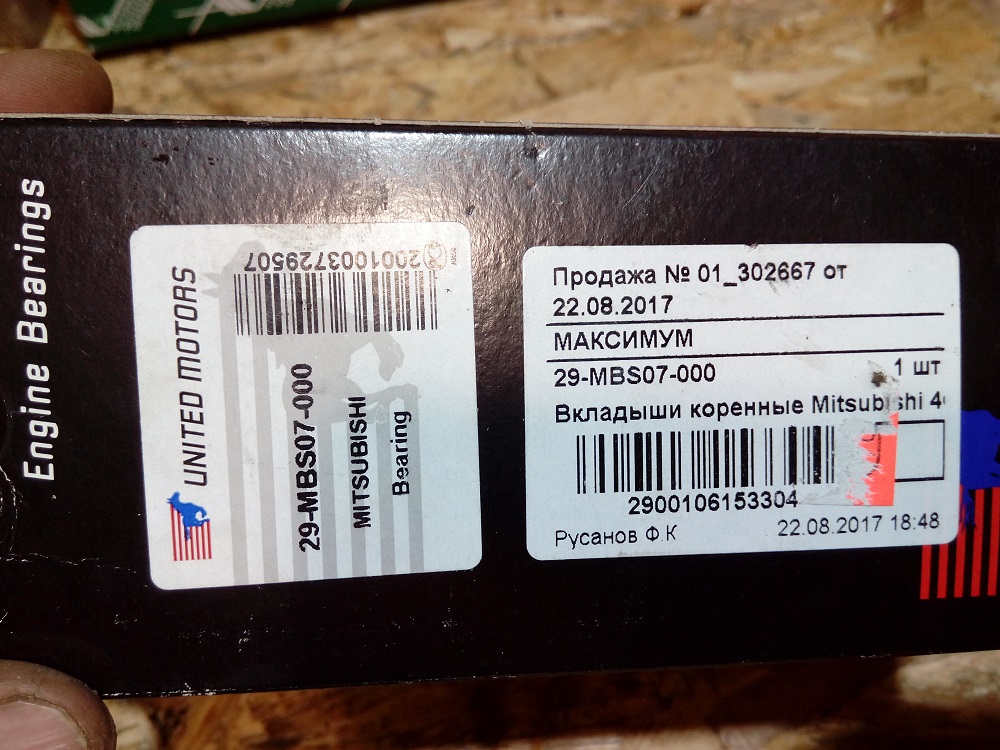 Engine Bearings
UNITED MOTORS
29-MBS07-000
MITSUBISHI
Bearing
2001003729507
Продажа № 01_302667 от
22.08.2017
МАКСИМУМ
29-MBS07-000
1 шт
Вкладыши коренные Mitsubishi 4
2900106153304
Русанов Ф.К
22.08.2017 18:48